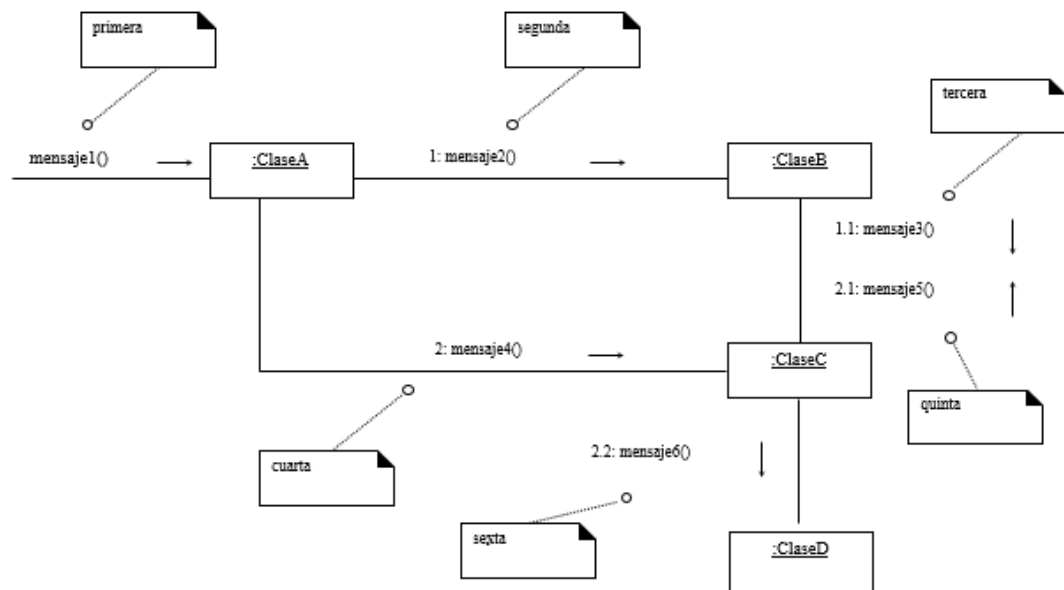 primera
segunda
tercera
mensaje1()
:ClaseA
1: mensaje2()
:ClaseB
1.1: mensaje3()
2.1: mensaje5()
2: mensaje4()
:ClaseC
quinta
cuarta
2.2: mensaje6()
sexta
:ClaseD